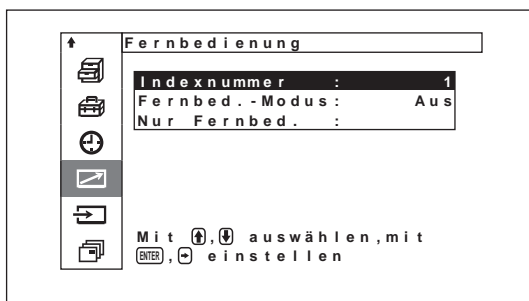 Fernbedienung
Indexnummer : 1
Fernbed.-Modus: Aus
Nur Fernbed. :
Mit ↑,↓ auswählen,mit
ENTER,→ einstellen